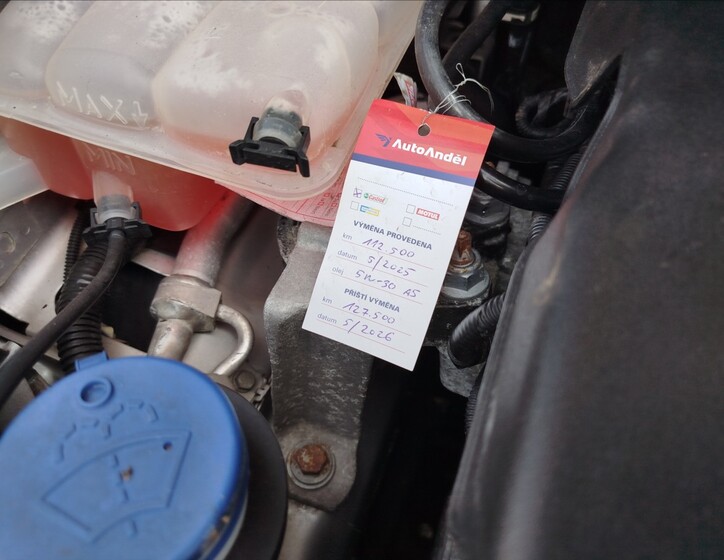 MAX
MIN
AutoAnděl
Castrol
MOTUL
VÝMĚNA PROVEDENA
km 112.500
datum 5/2025
olej 5W-30 A5
PŘÍŠTÍ VÝMĚNA
km 127.500
datum 5/2026